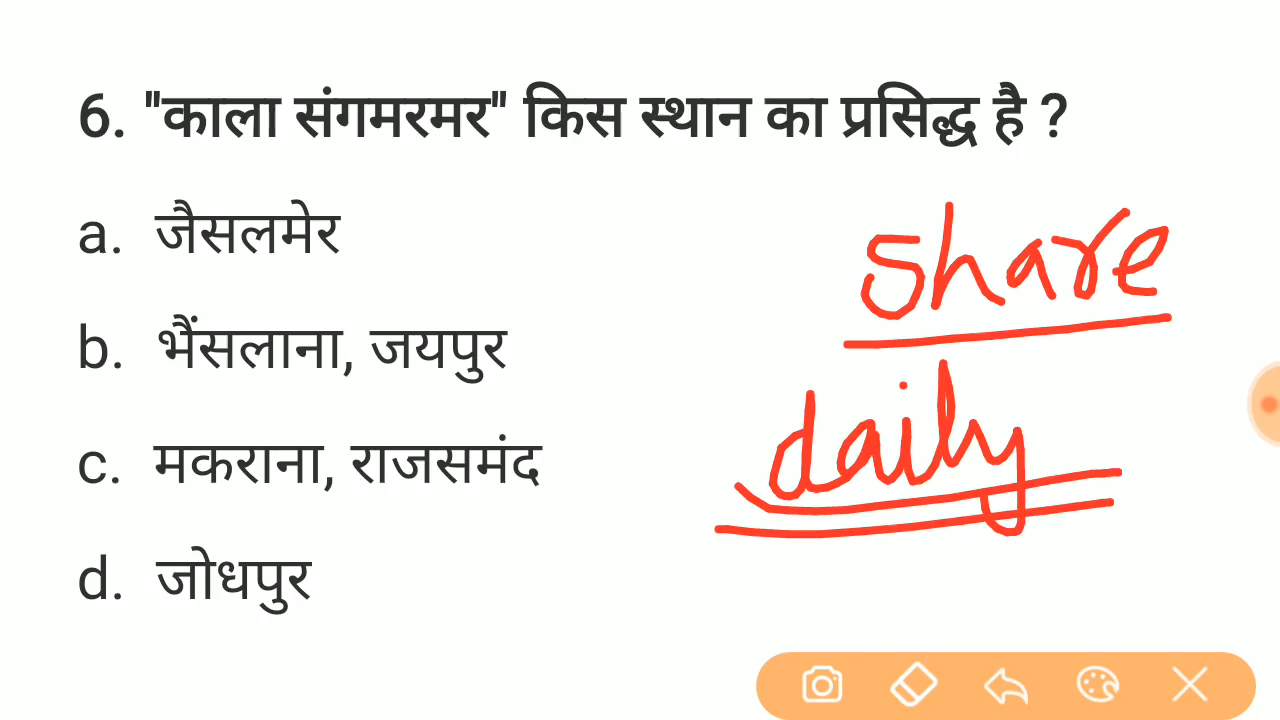 6. "काला संगमरमर" किस स्थान का प्रसिद्ध है ?
a. जैसलमेर
share
b. भैंसलाना, जयपुर
daily
c. मकराना, राजसमंद
d. जोधपुर